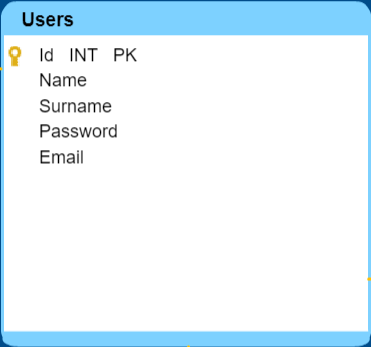 Users
Id INT PK
Name
Surname
Password
Email